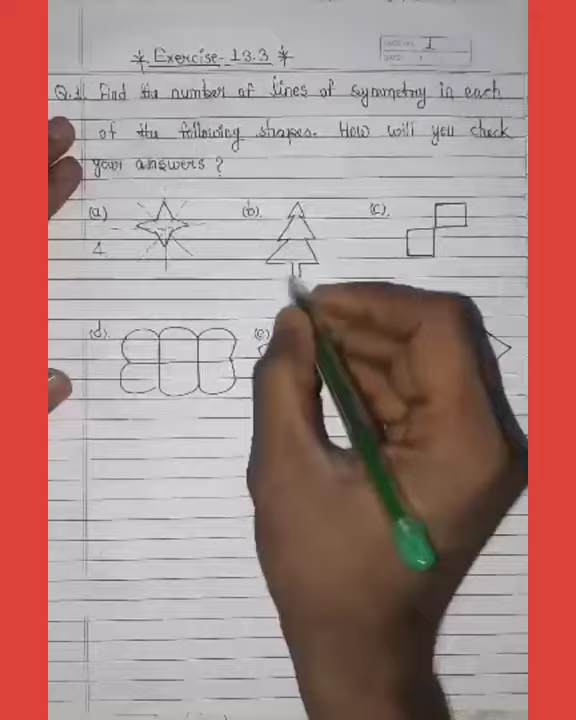 * Exercise-13.3 *
I
Q.1 Find the number of lines of symmetry in each
of the following shapes. How will you check
your answers ?
(a) (b). (c).
4
(d). (e)